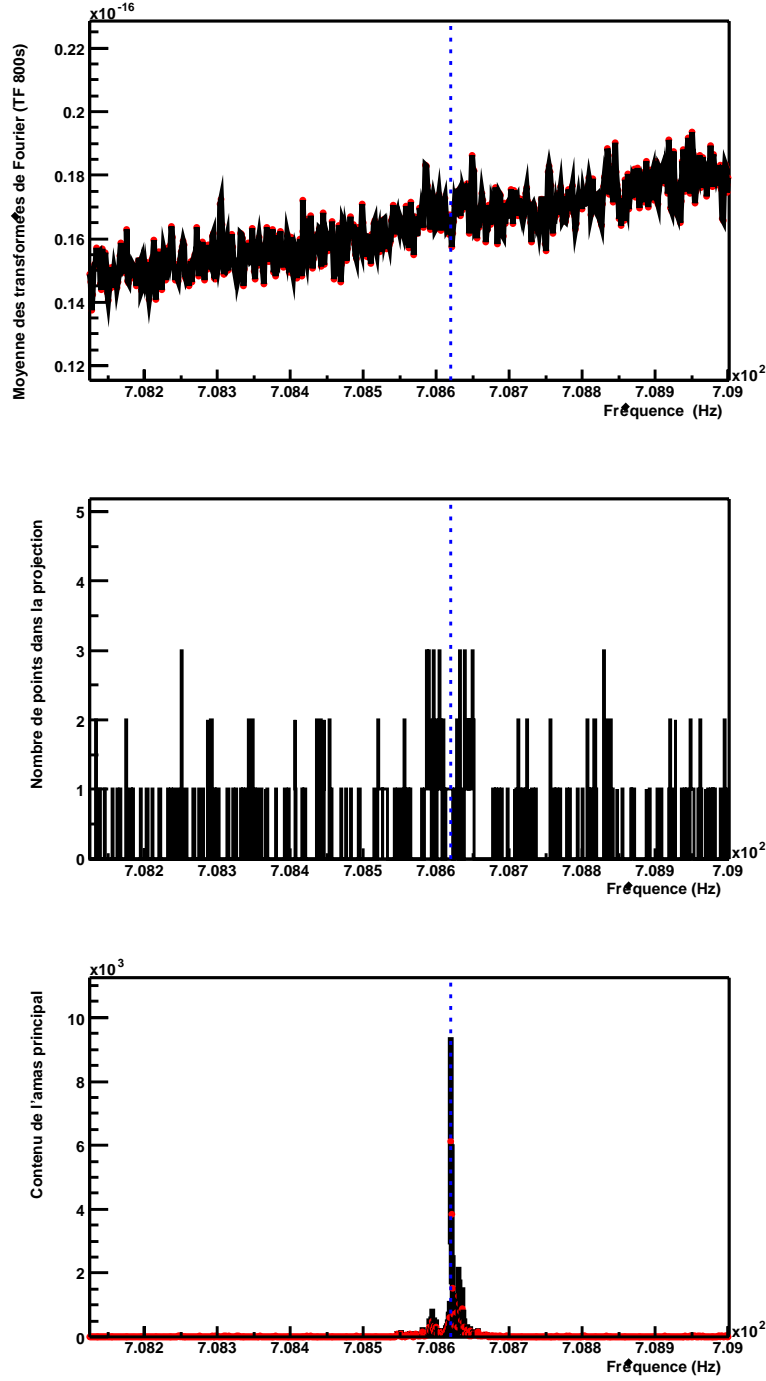 x10-16
0.22
0.2
0.18
0.16
0.14
0.12
Moyenne des transformées de Fourier (TF 800s)
7.082 7.083 7.084 7.085 7.086 7.087 7.088 7.089 7.09
x102
Fréquence (Hz)
5
4
3
2
1
0
Nombre de points dans la projection
7.082 7.083 7.084 7.085 7.086 7.087 7.088 7.089 7.09
x102
Fréquence (Hz)
x103
10
8
6
4
2
0
Contenu de l'amas principal
7.082 7.083 7.084 7.085 7.086 7.087 7.088 7.089 7.09
x102
Fréquence (Hz)